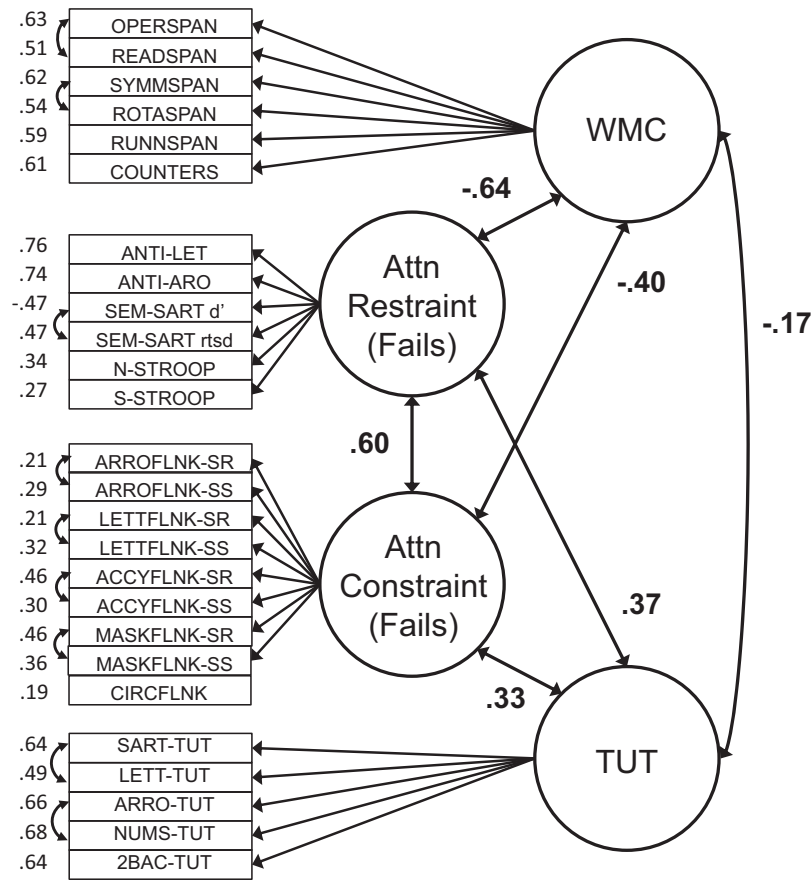 .63 OPERSPAN
.51 READSPAN
.62 SYMMSPAN
.54 ROTASPAN
.59 RUNNSPAN
.61 COUNTERS
WMC
-.64
-.40
-.17
.76 ANTI-LET
.74 ANTI-ARO
-.47 SEM-SART d'
.47 SEM-SART rtsd
.34 N-STROOP
.27 S-STROOP
Attn
Restraint
(Fails)
.60
.21 ARROFLNK-SR
.29 ARROFLNK-SS
.21 LETTFLNK-SR
.32 LETTFLNK-SS
.46 ACCYFLNK-SR
.30 ACCYFLNK-SS
.46 MASKFLNK-SR
.36 MASKFLNK-SS
.19 CIRCFLNK
Attn
Constraint
(Fails)
.37
.33
.64 SART-TUT
.49 LETT-TUT
.66 ARRO-TUT
.68 NUMS-TUT
.64 2BAC-TUT
TUT